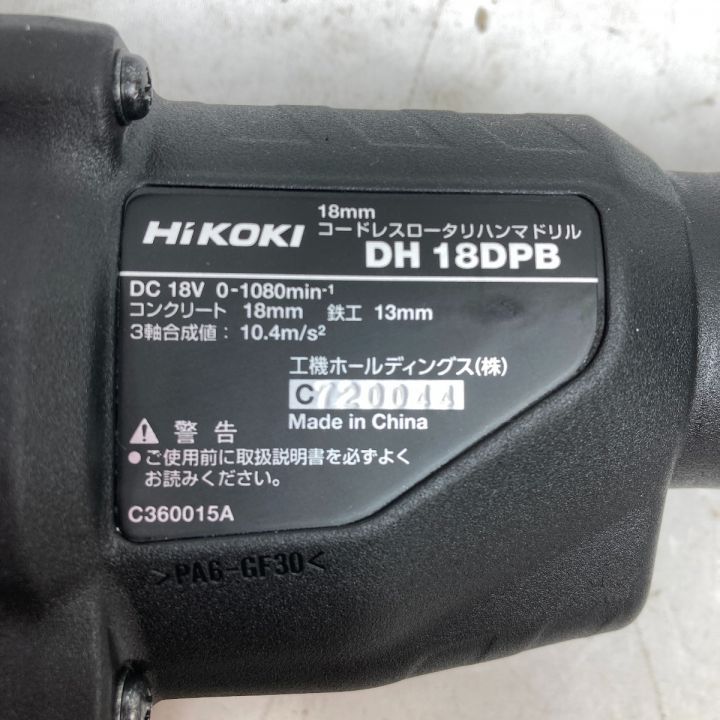 18mm
HiKOKI コードレスロータリハンマドリル
DH 18DPB
DC 18V 0-1080min⁻¹
コンクリート 18mm 鉄工 13mm
3軸合成値: 10.4m/s²
工機ホールディングス(株)
C720044
Made in China
⚠ 警告
●ご使用前に取扱説明書を必ずよく
お読みください。
C360015A
>PA6-GF30<